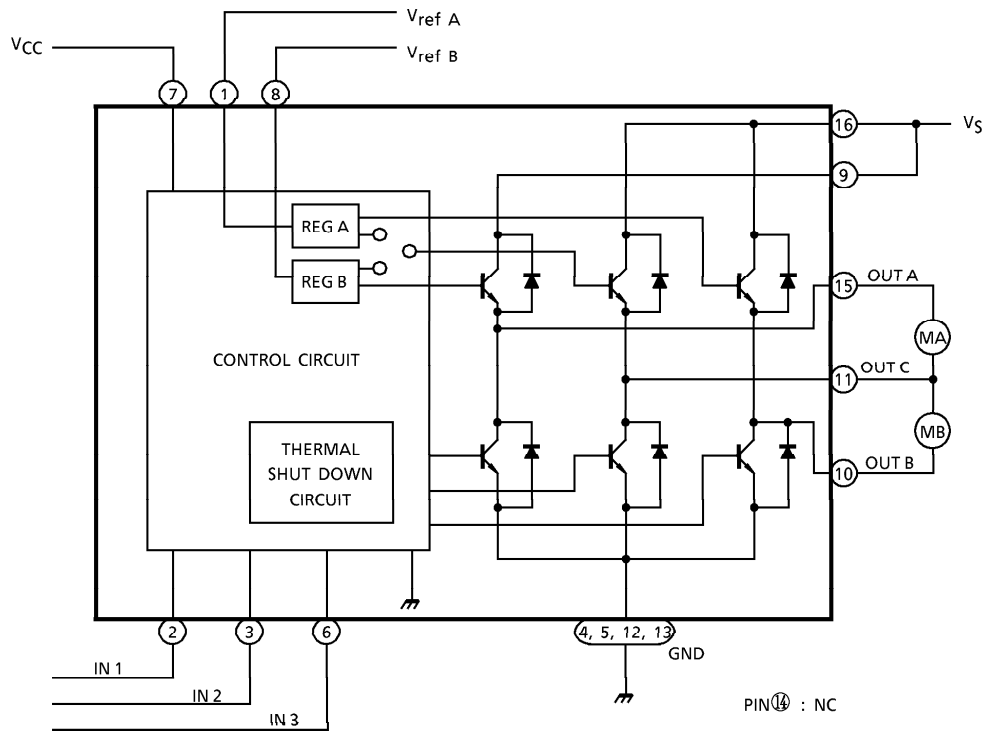 Vref A
VCC
Vref B
7
1
8
16
VS
9
REG A
REG B
15
OUT A
MA
CONTROL CIRCUIT
11
OUT C
MB
THERMAL
SHUT DOWN
CIRCUIT
10
OUT B
2
3
6
4, 5, 12, 13
GND
IN 1
IN 2
IN 3
PIN⑭ : NC